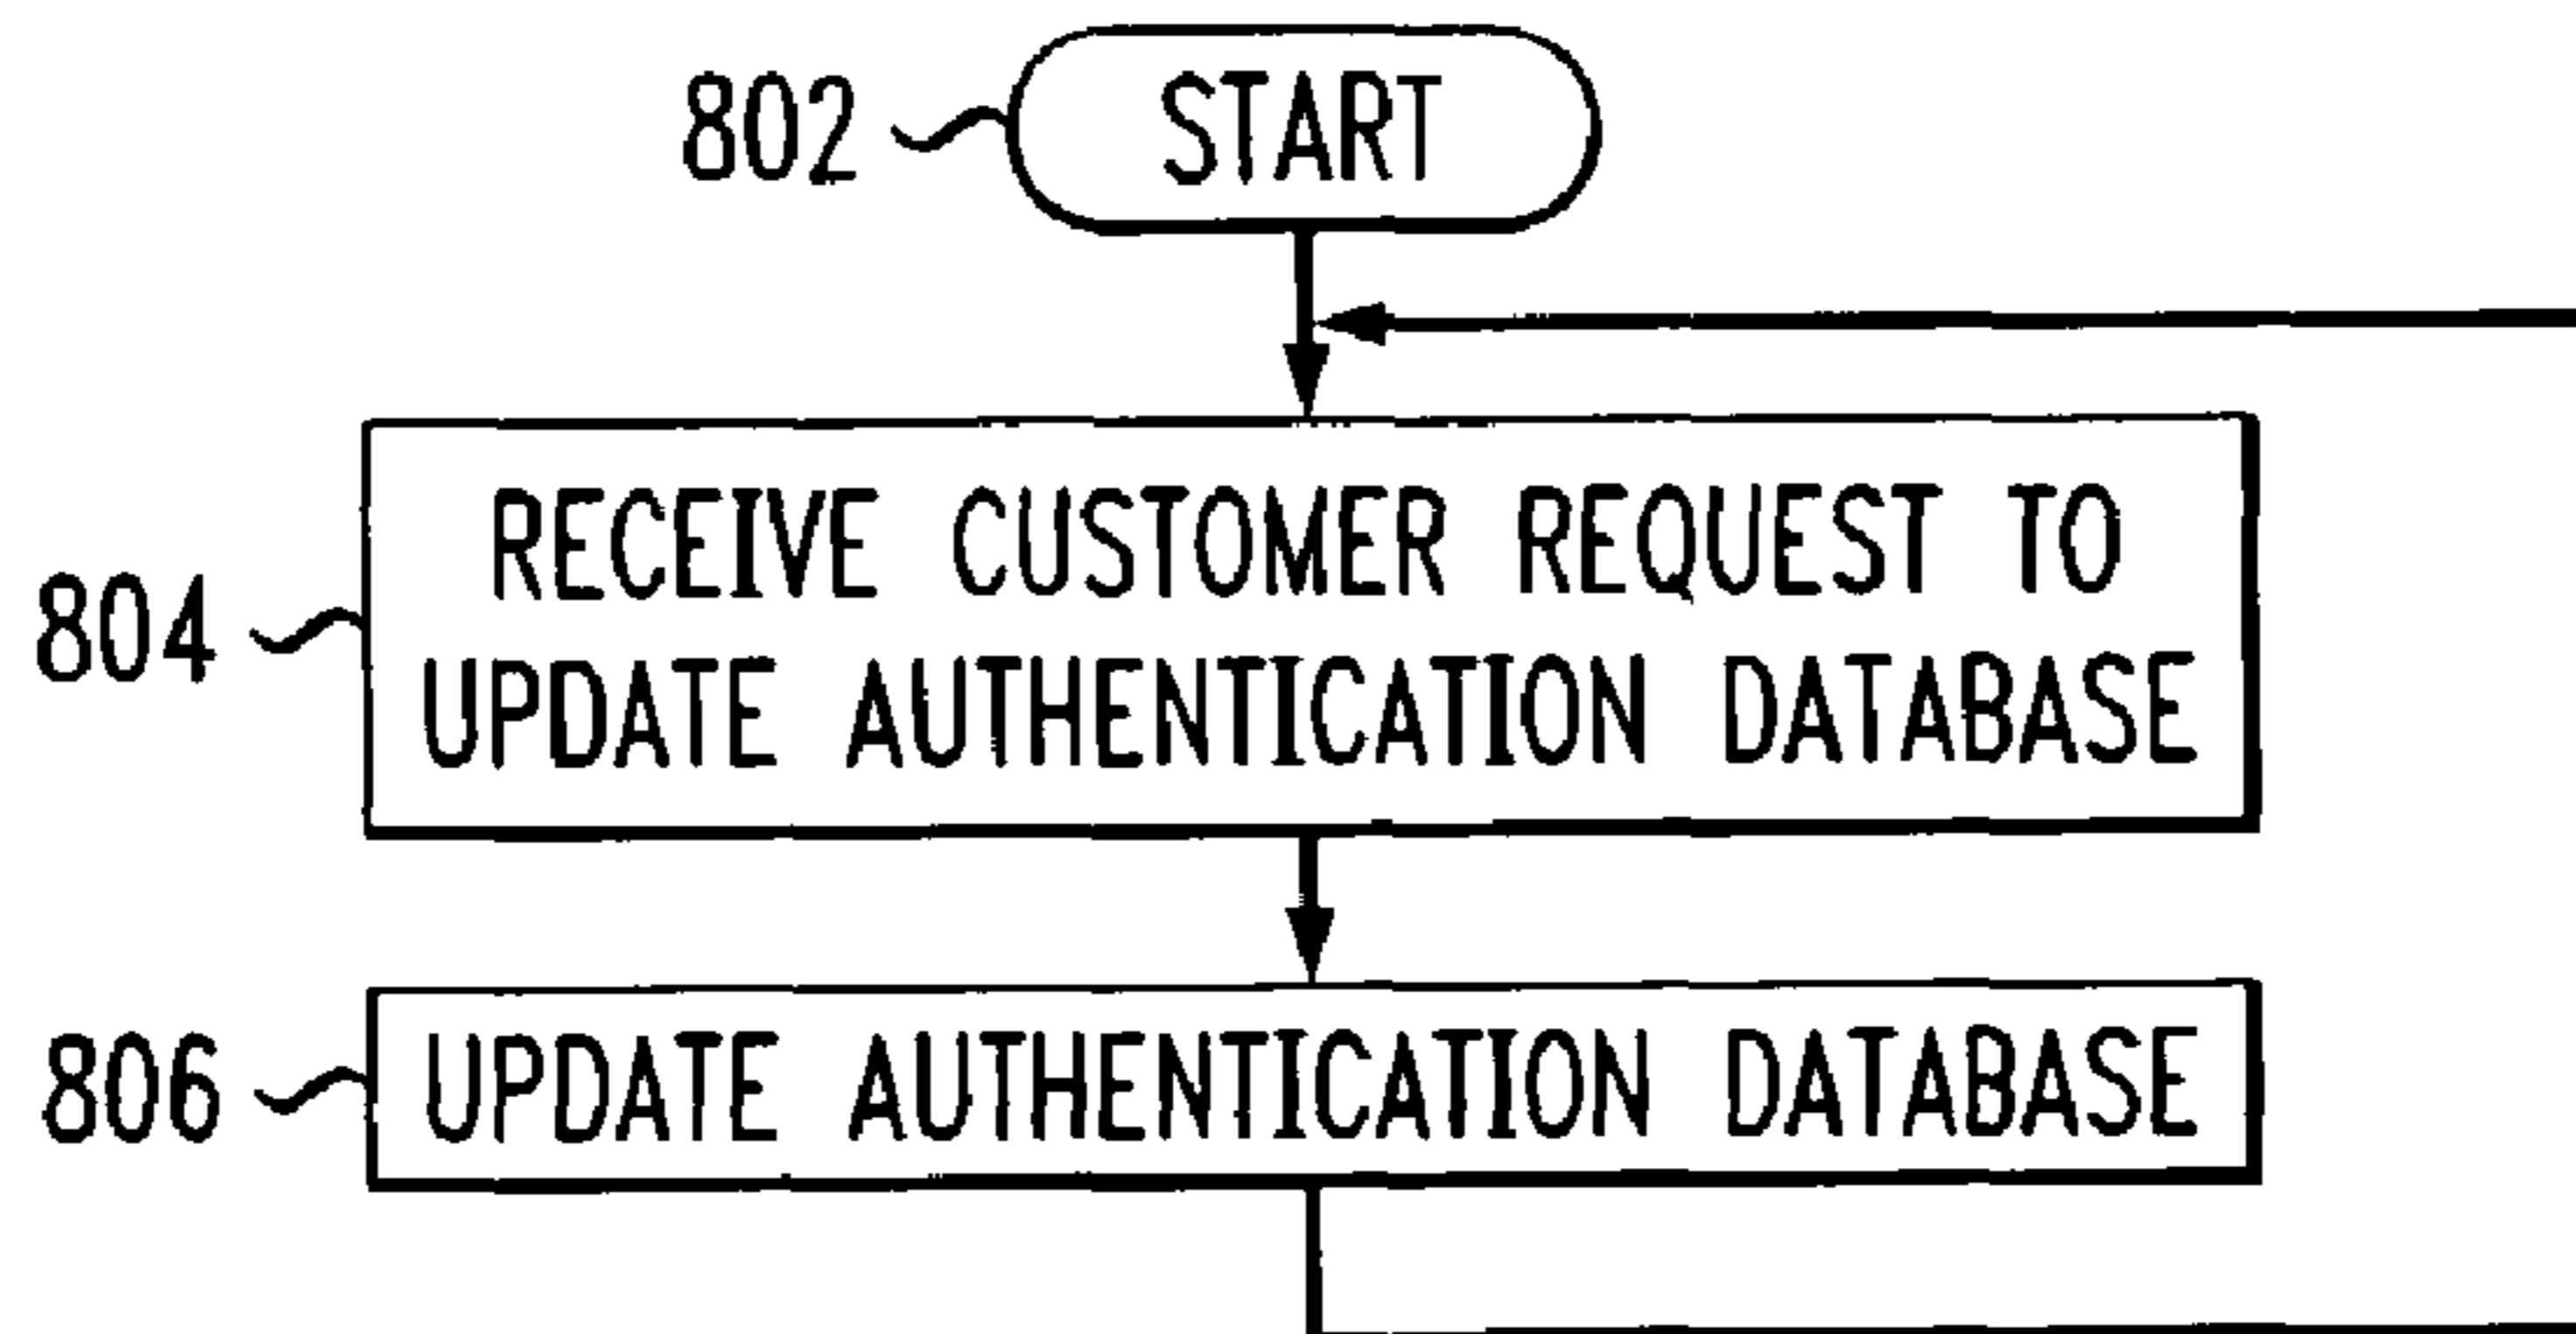 802 START
804 RECEIVE CUSTOMER REQUEST TO
UPDATE AUTHENTICATION DATABASE
806 UPDATE AUTHENTICATION DATABASE